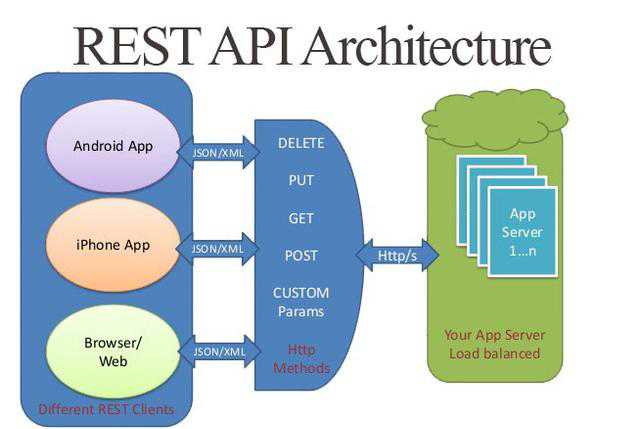 REST API Architecture
Android App
iPhone App
Browser/
Web
Different REST Clients
JSON/XML
JSON/XML
JSON/XML
DELETE
PUT
GET
POST
CUSTOM
Params
Http
Methods
Http/s
App
Server
1...n
Your App Server
Load balanced